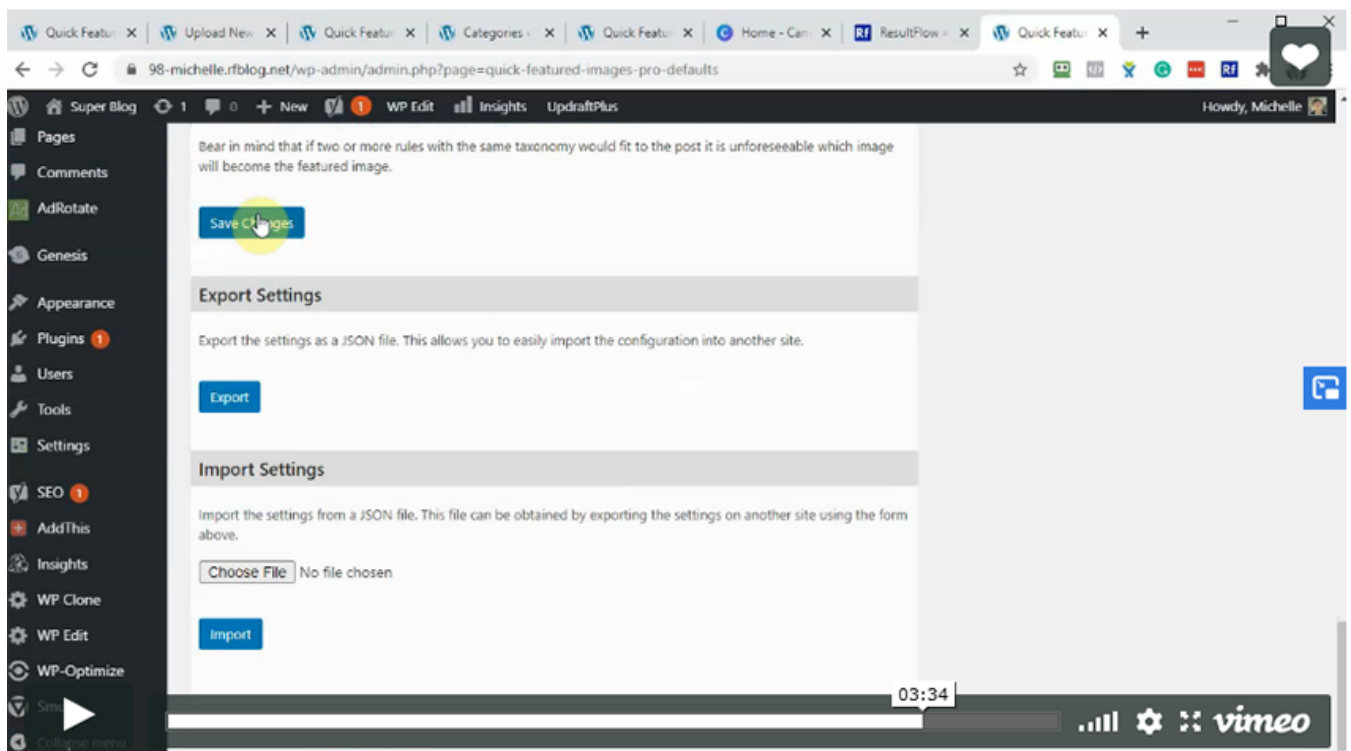 Quick Featur
Upload New
Quick Featur
Categories
Quick Featu
Home - Can
RF ResultFlow
Quick Featu
98-michelle.rfblog.net/wp-admin/admin.php?page=quick-featured-images-pro-defaults
Super Blog 1 0 + New 1 WP Edit Insights UpdraftPlus Howdy, Michelle
Pages
Comments
AdRotate
Genesis
Appearance
Plugins 1
Users
Tools
Settings
SEO 1
AddThis
Insights
WP Clone
WP Edit
WP-Optimize
Collapse menu
Bear in mind that if two or more rules with the same taxonomy would fit to the post it is unforeseeable which image
will become the featured image.
Save Changes
Export Settings
Export the settings as a JSON file. This allows you to easily import the configuration into another site.
Export
Import Settings
Import the settings from a JSON file. This file can be obtained by exporting the settings on another site using the form
above.
Choose File No file chosen
Import
03:34
vimeo